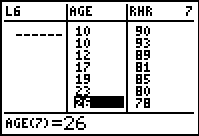 L6 AGE RHR 7
------ 10 90
10 93
12 89
17 81
19 85
23 80
26 78
AGE(7)=26